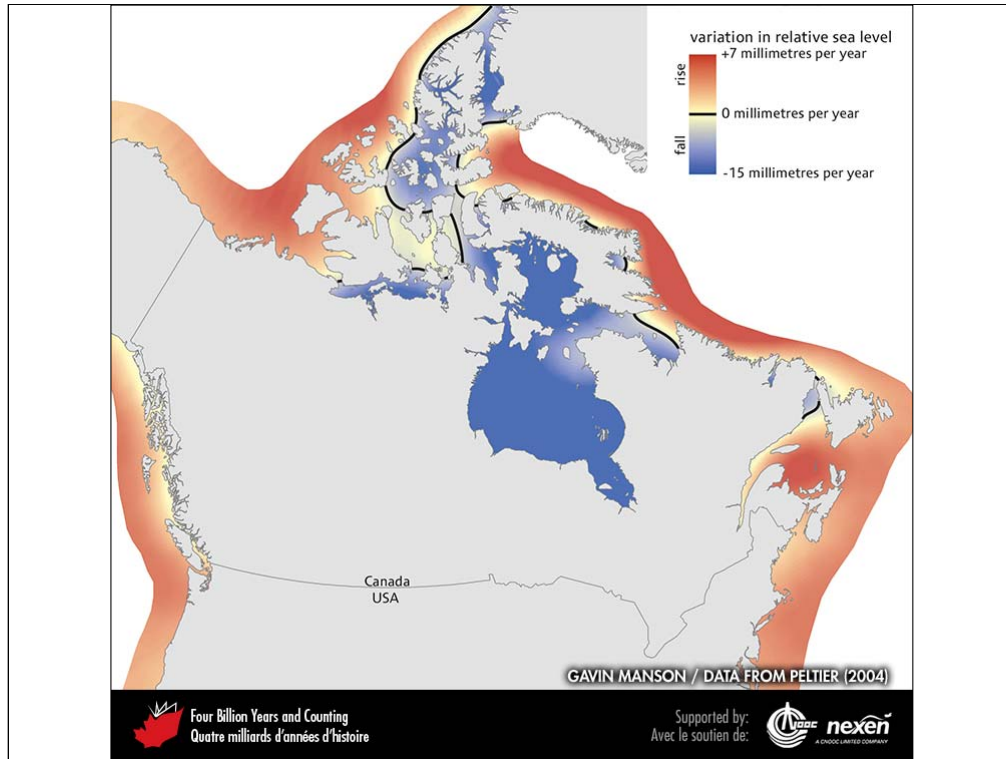 variation in relative sea level
+7 millimetres per year
rise
0 millimetres per year
fall
-15 millimetres per year
Canada
USA
GAVIN MANSON / DATA FROM PELTIER (2004)
Four Billion Years and Counting
Quatre milliards d'années d'histoire
Supported by:
Avec le soutien de:
CNOOC
nexen
A CNOOC LIMITED COMPANY